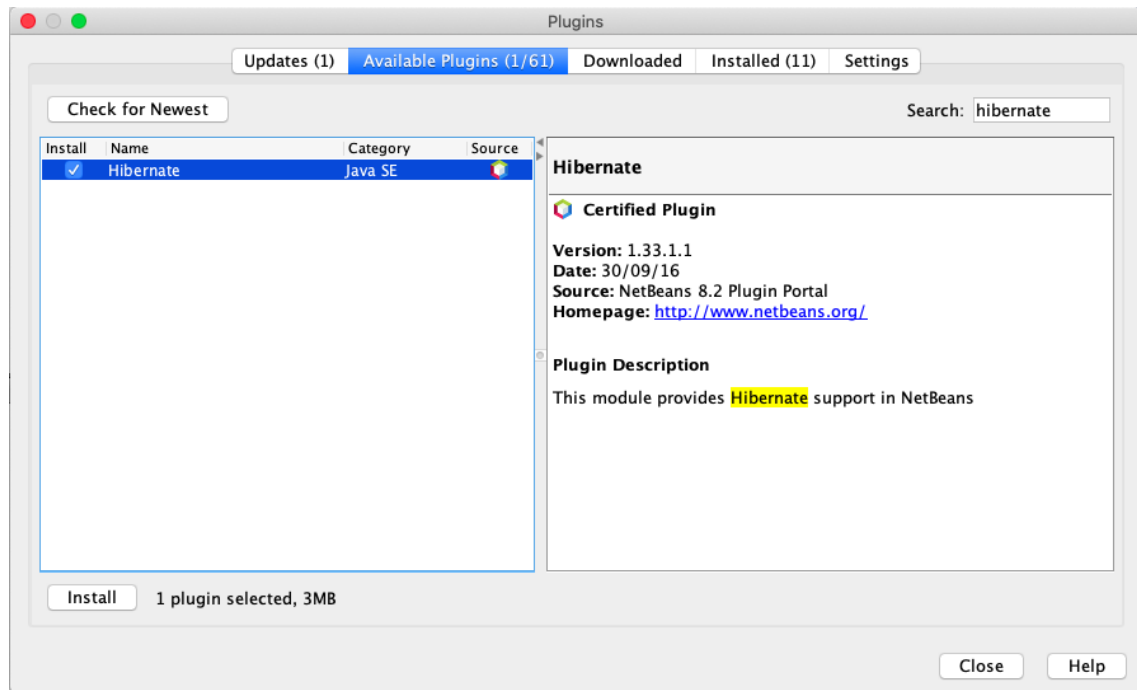 Plugins
Updates (1) Available Plugins (1/61) Downloaded Installed (11) Settings
Check for Newest Search: hibernate
Install Name Category Source
Hibernate Java SE
Hibernate
Certified Plugin
Version: 1.33.1.1
Date: 30/09/16
Source: NetBeans 8.2 Plugin Portal
Homepage: http://www.netbeans.org/
Plugin Description
This module provides Hibernate support in NetBeans
Install 1 plugin selected, 3MB
Close Help